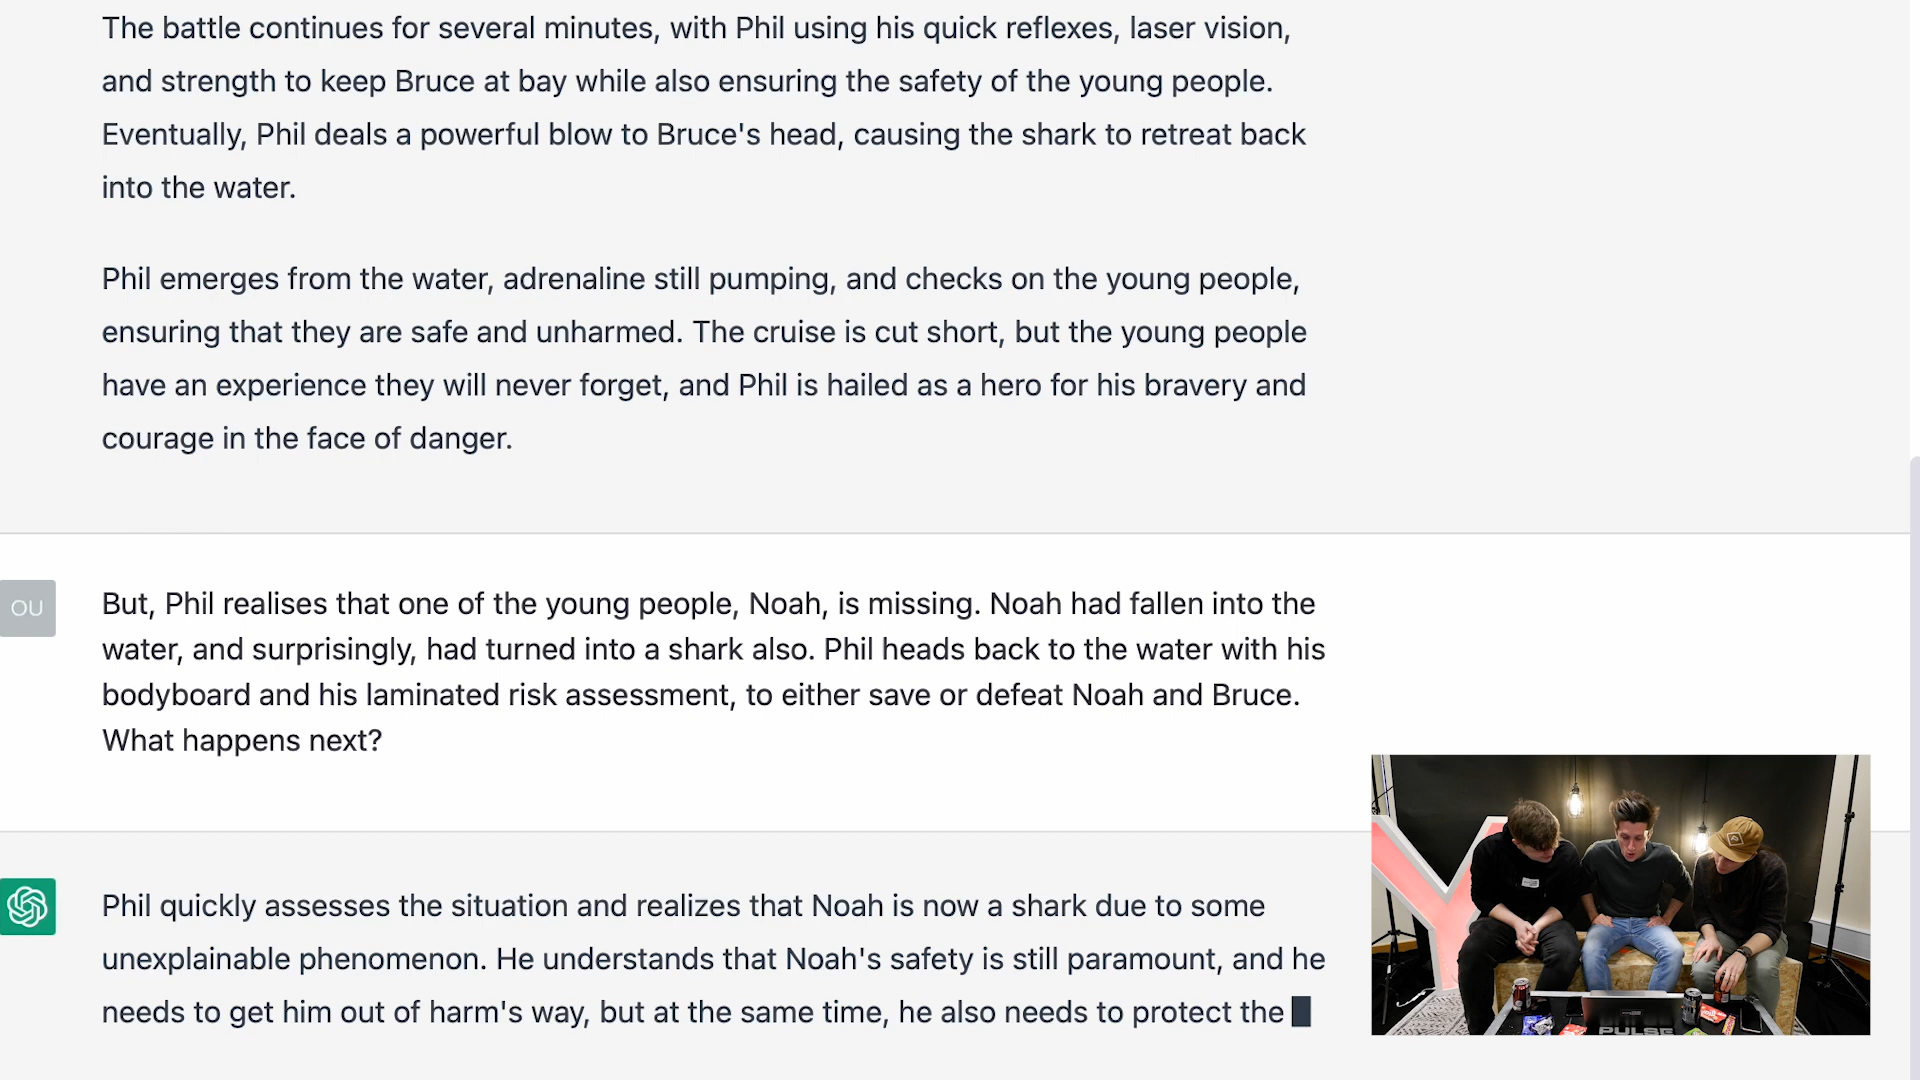 The battle continues for several minutes, with Phil using his quick reflexes, laser vision,
and strength to keep Bruce at bay while also ensuring the safety of the young people.
Eventually, Phil deals a powerful blow to Bruce's head, causing the shark to retreat back
into the water.
Phil emerges from the water, adrenaline still pumping, and checks on the young people,
ensuring that they are safe and unharmed. The cruise is cut short, but the young people
have an experience they will never forget, and Phil is hailed as a hero for his bravery and
courage in the face of danger.
OU
But, Phil realises that one of the young people, Noah, is missing. Noah had fallen into the
water, and surprisingly, had turned into a shark also. Phil heads back to the water with his
bodyboard and his laminated risk assessment, to either save or defeat Noah and Bruce.
What happens next?
Phil quickly assesses the situation and realizes that Noah is now a shark due to some
unexplainable phenomenon. He understands that Noah's safety is still paramount, and he
needs to get him out of harm's way, but at the same time, he also needs to protect the
Y
PULSE